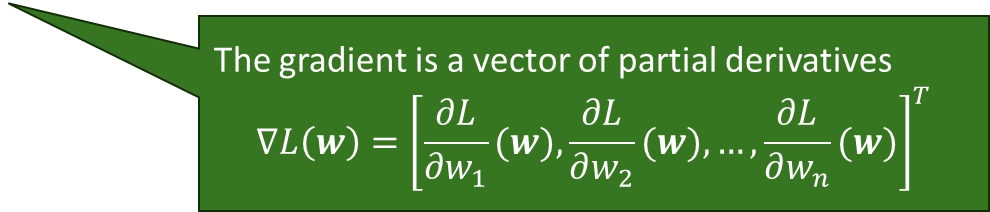 The gradient is a vector of partial derivatives
∇L(w) = [∂L/∂w₁ (w), ∂L/∂w₂ (w), …, ∂L/∂wₙ (w)]ᵀ